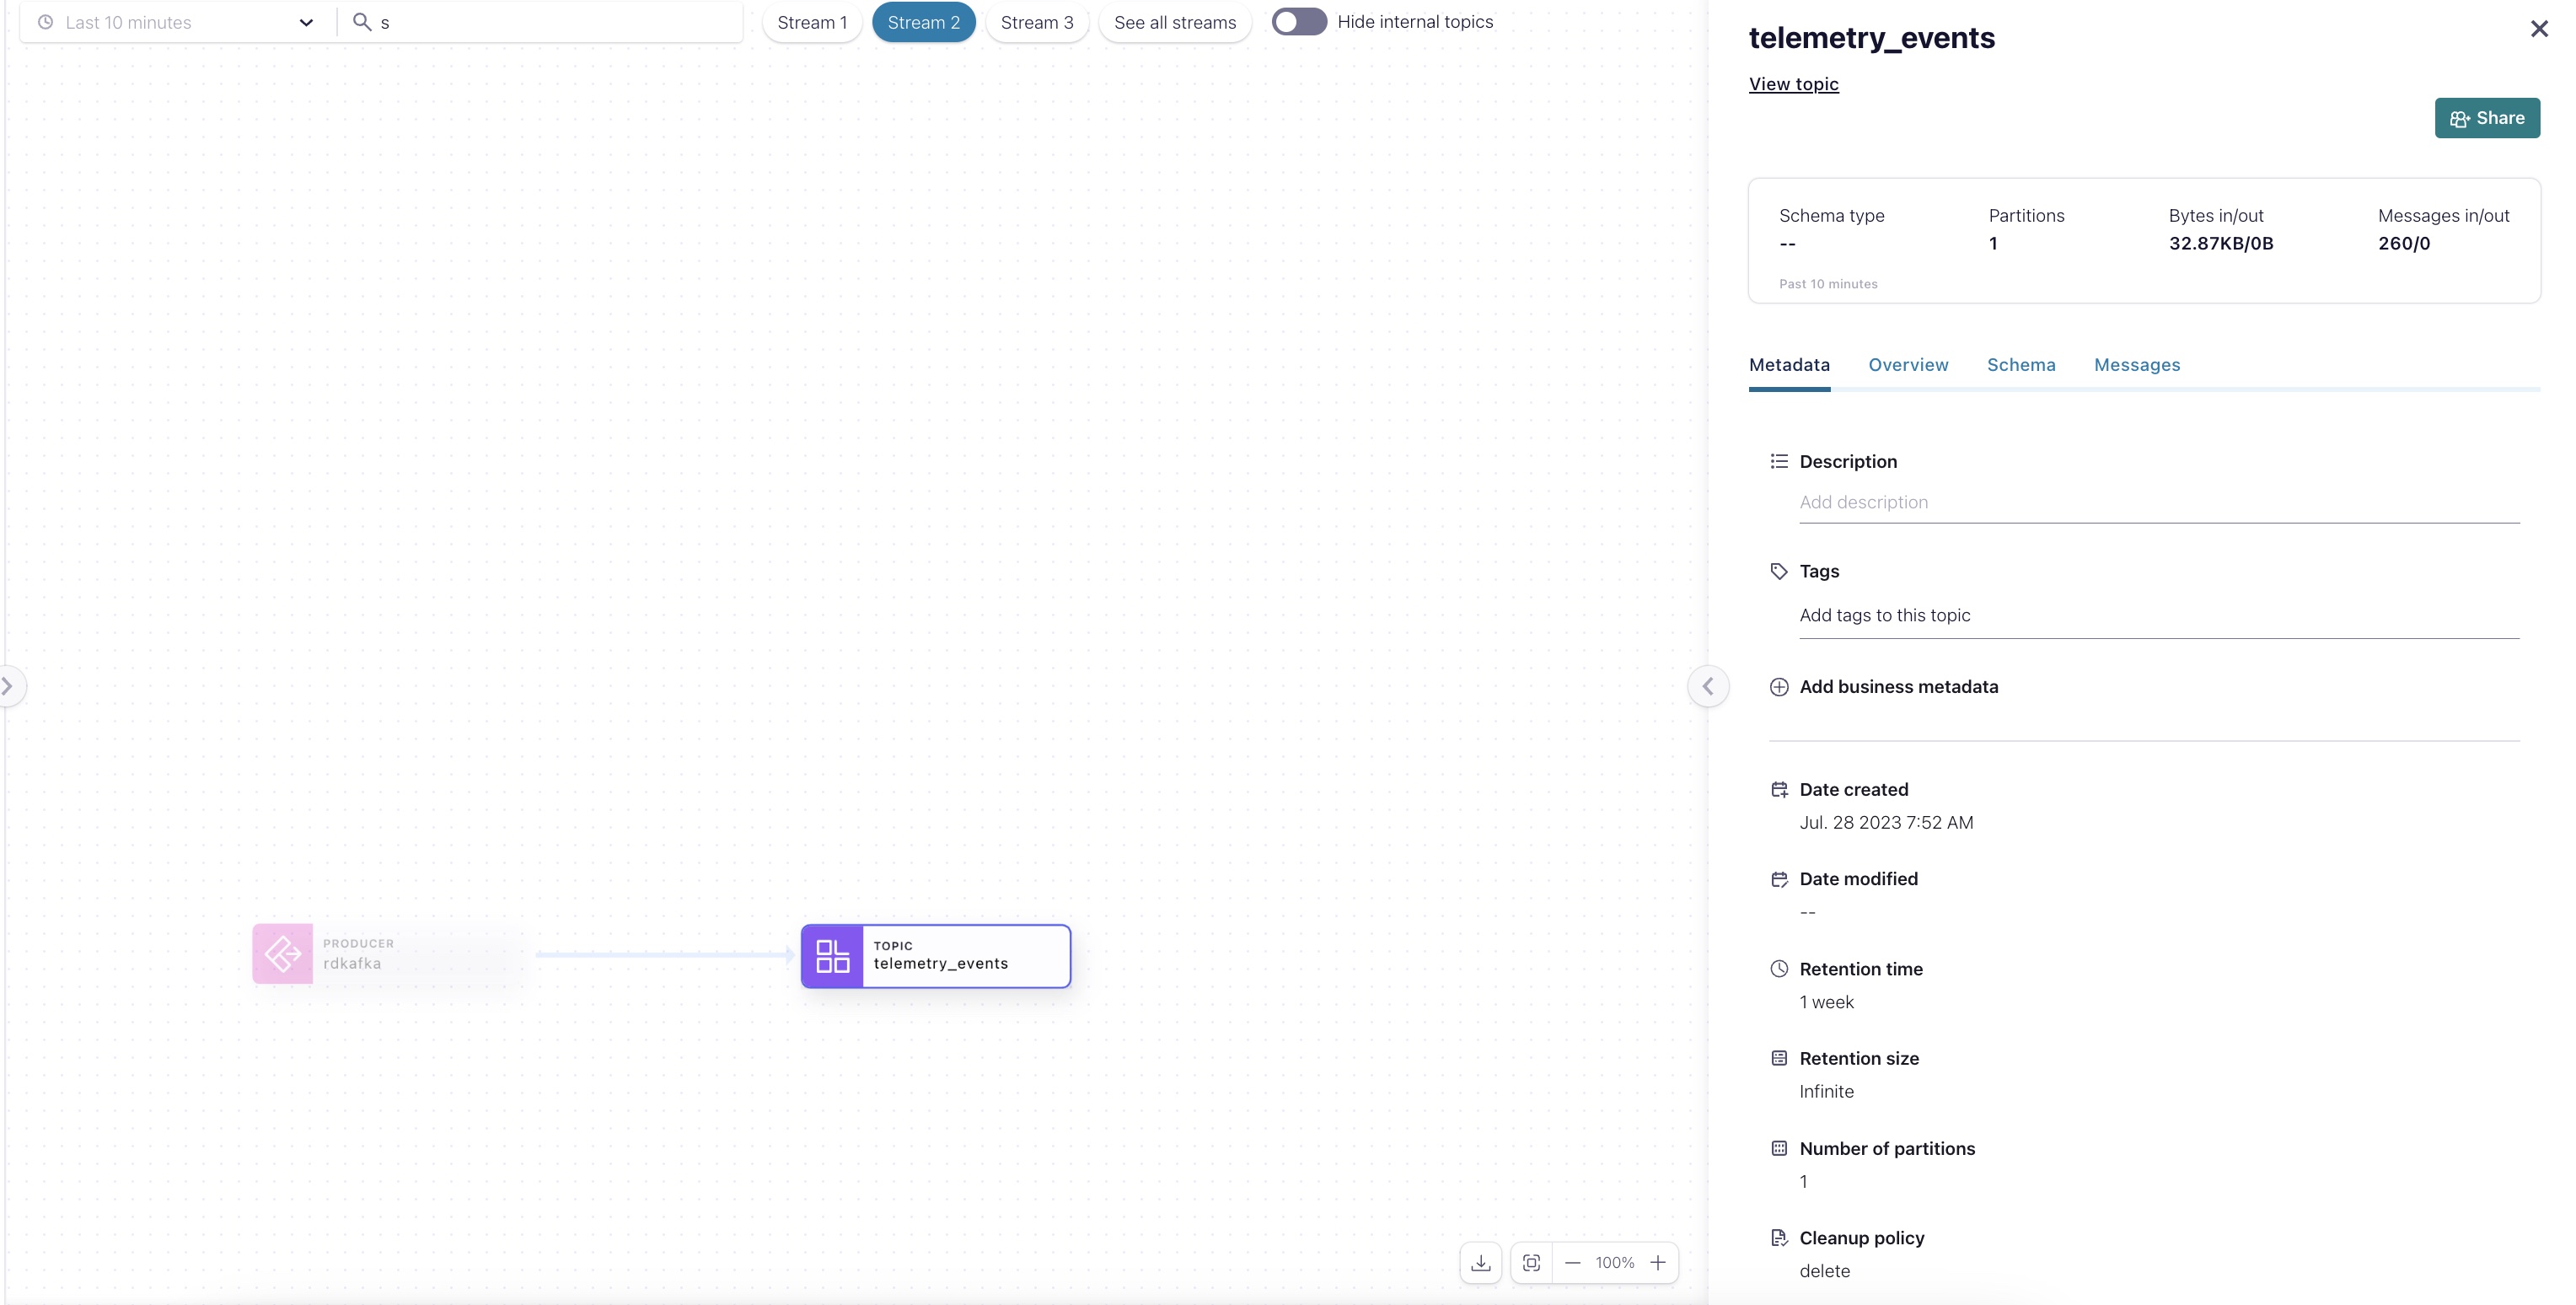 Last 10 minutes
s
Stream 1
Stream 2
Stream 3
See all streams
Hide internal topics
PRODUCER
rdkafka
TOPIC
telemetry_events
100%
telemetry_events
View topic
Share
Schema type
--
Partitions
1
Bytes in/out
32.87KB/0B
Messages in/out
260/0
Past 10 minutes
Metadata
Overview
Schema
Messages
Description
Add description
Tags
Add tags to this topic
Add business metadata
Date created
Jul. 28 2023 7:52 AM
Date modified
--
Retention time
1 week
Retention size
Infinite
Number of partitions
1
Cleanup policy
delete